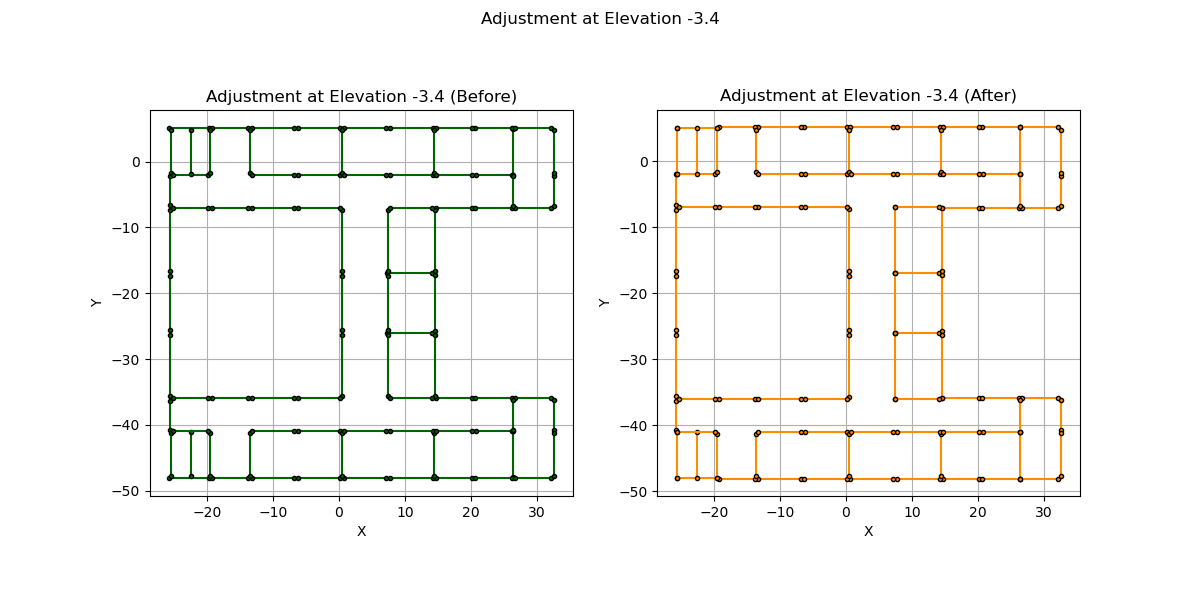 Adjustment at Elevation -3.4
Adjustment at Elevation -3.4 (Before)
0
−10
−20
−30
−40
−50
Y
−20 −10 0 10 20 30
X
Adjustment at Elevation -3.4 (After)
0
−10
−20
−30
−40
−50
Y
−20 −10 0 10 20 30
X